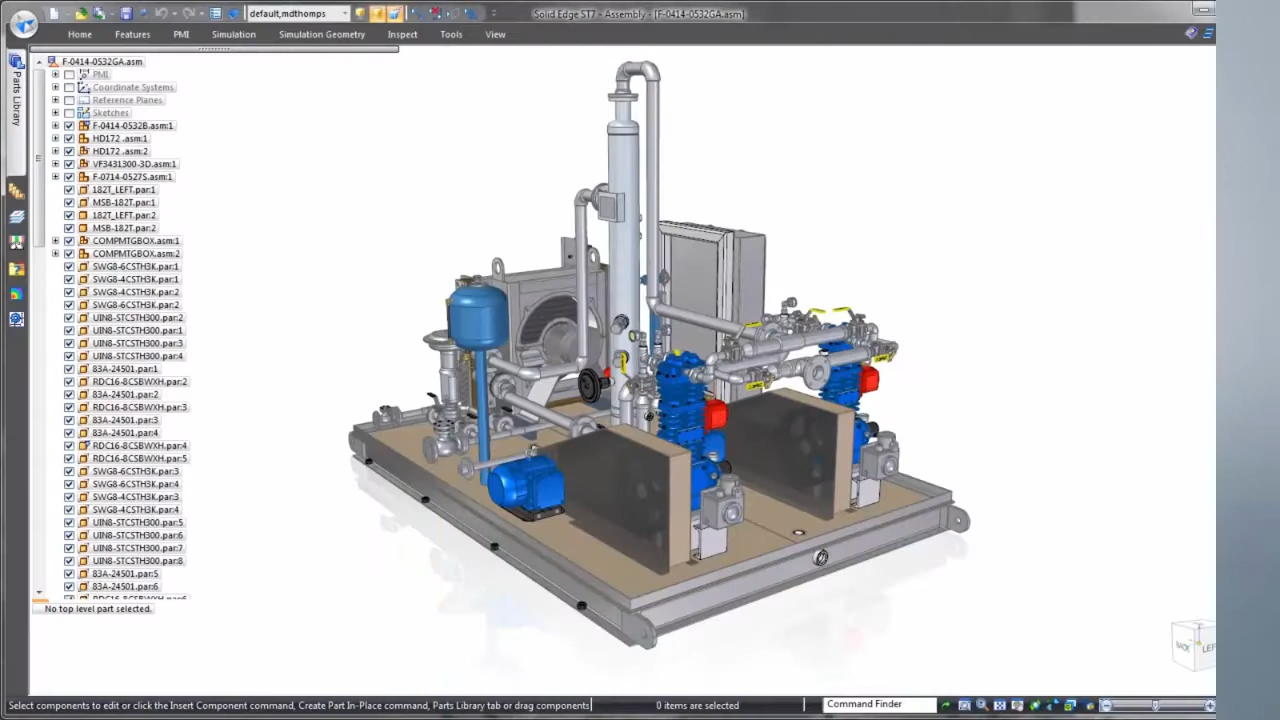 default,mdthomps
Solid Edge ST7 - Assembly - [F-0414-0532GA.asm]
Home Features PMI Simulation Simulation Geometry Inspect Tools View
Parts Library
F-0414-0532GA.asm
PMI
Coordinate Systems
Reference Planes
Sketches
F-0414-0532B.asm:1
HD172 .asm:1
HD172 .asm:2
VF3431300-3D.asm:1
F-0714-0527S.asm:1
182T_LEFT.par:1
MSB-182T.par:1
182T_LEFT.par:2
MSB-182T.par:2
COMPMTGBOX.asm:1
COMPMTGBOX.asm:2
SWG8-6CSTH3K.par:1
SWG8-4CSTH3K.par:1
SWG8-4CSTH3K.par:2
SWG8-6CSTH3K.par:2
UIN8-STCSTH300.par:2
UIN8-STCSTH300.par:1
UIN8-STCSTH300.par:3
UIN8-STCSTH300.par:4
83A-24501.par:1
RDC16-8CSBWXH.par:2
83A-24501.par:2
RDC16-8CSBWXH.par:3
83A-24501.par:3
83A-24501.par:4
RDC16-8CSBWXH.par:4
RDC16-8CSBWXH.par:5
SWG8-6CSTH3K.par:3
SWG8-6CSTH3K.par:4
SWG8-4CSTH3K.par:3
SWG8-4CSTH3K.par:4
UIN8-STCSTH300.par:5
UIN8-STCSTH300.par:6
UIN8-STCSTH300.par:7
UIN8-STCSTH300.par:8
83A-24501.par:5
83A-24501.par:6
RDC16-8CSBWXH.par:6
No top level part selected.
BACK LEFT
Select components to edit or click the Insert Component command, Create Part In-Place command, Parts Library tab or drag components
0 items are selected
Command Finder